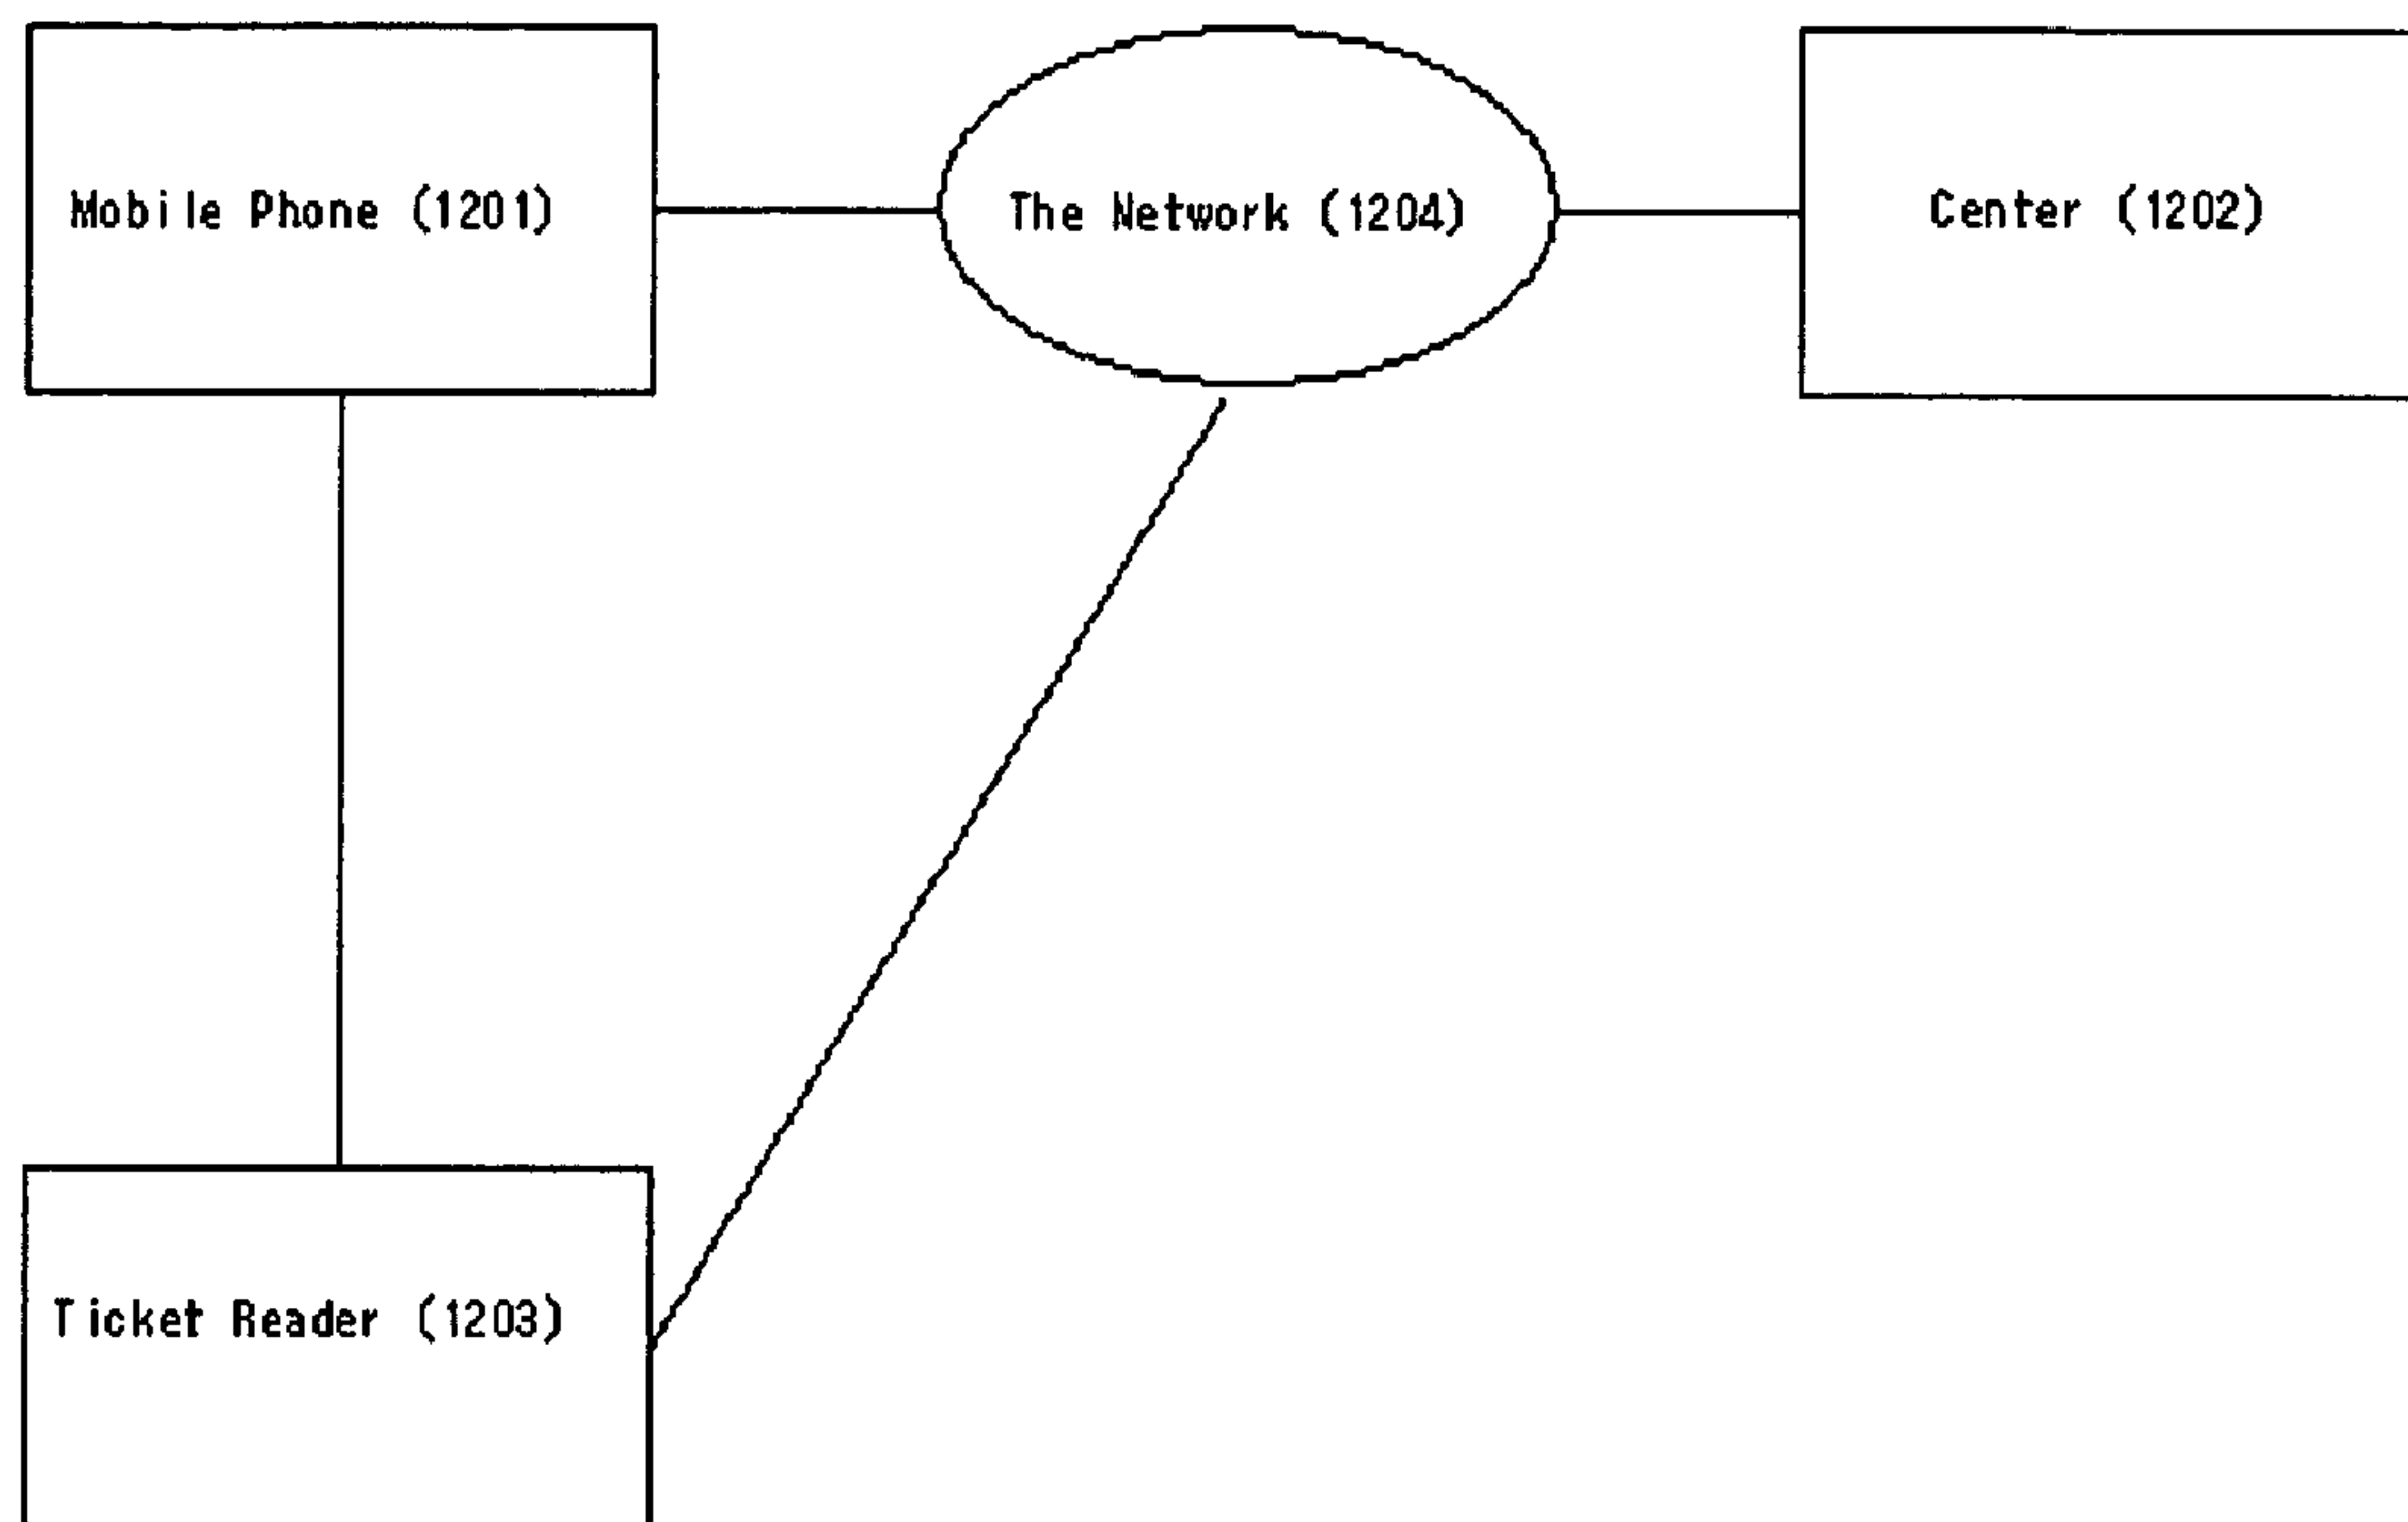 Mobile Phone (1201)
The Network (1204)
Center (1202)
Ticket Reader (1203)